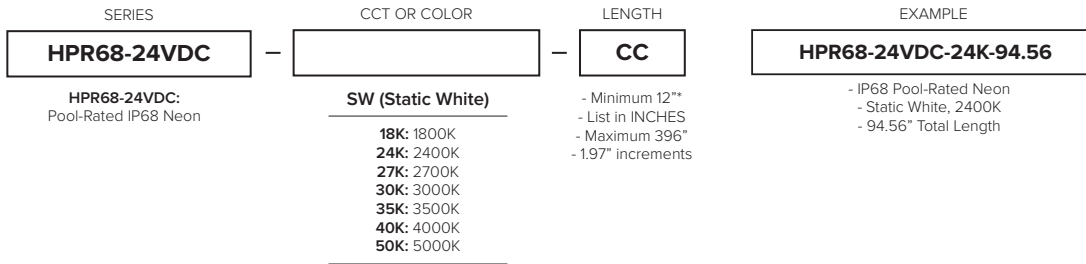 SERIES
HPR68-24VDC
HPR68-24VDC:
Pool-Rated IP68 Neon
–
CCT OR COLOR
SW (Static White)
18K: 1800K
24K: 2400K
27K: 2700K
30K: 3000K
35K: 3500K
40K: 4000K
50K: 5000K
–
LENGTH
CC
- Minimum 12”*
- List in INCHES
- Maximum 396”
- 1.97” increments
EXAMPLE
HPR68-24VDC-24K-94.56
- IP68 Pool-Rated Neon
- Static White, 2400K
- 94.56” Total Length